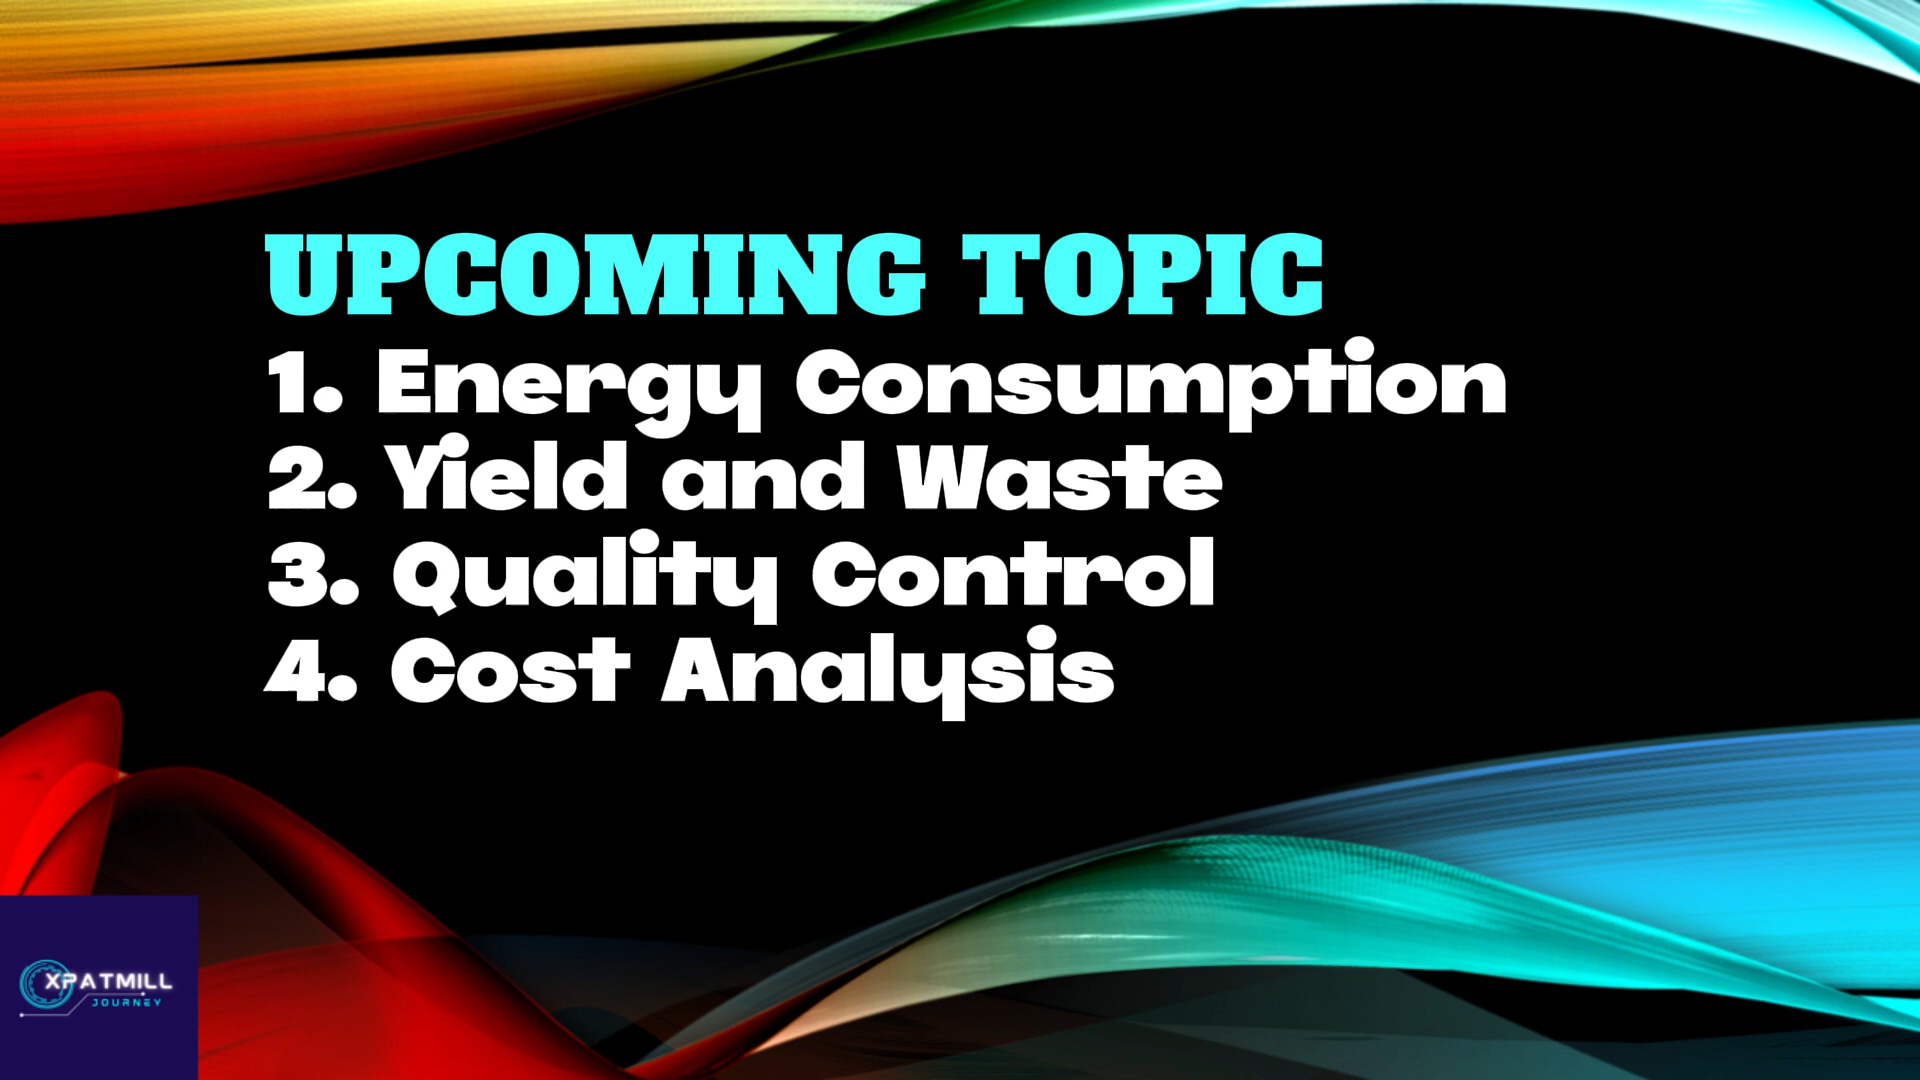 UPCOMING TOPIC
1. Energy Consumption
2. Yield and Waste
3. Quality Control
4. Cost Analysis
XPATMILL
JOURNEY